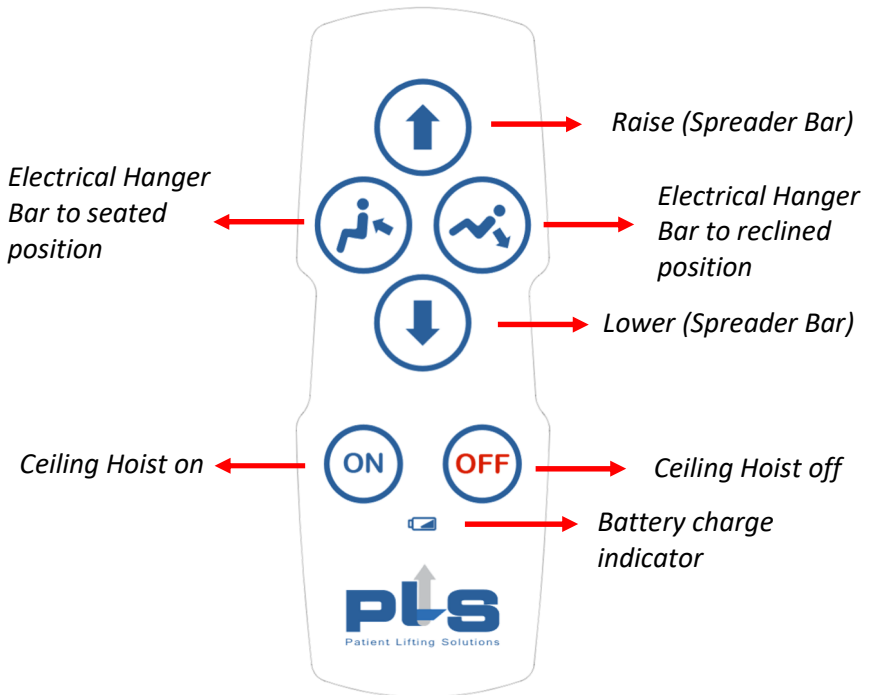 Raise (Spreader Bar)
Electrical Hanger
Bar to seated
position
Electrical Hanger
Bar to reclined
position
Lower (Spreader Bar)
Ceiling Hoist on
ON
OFF
Ceiling Hoist off
Battery charge
indicator
PLS
Patient Lifting Solutions